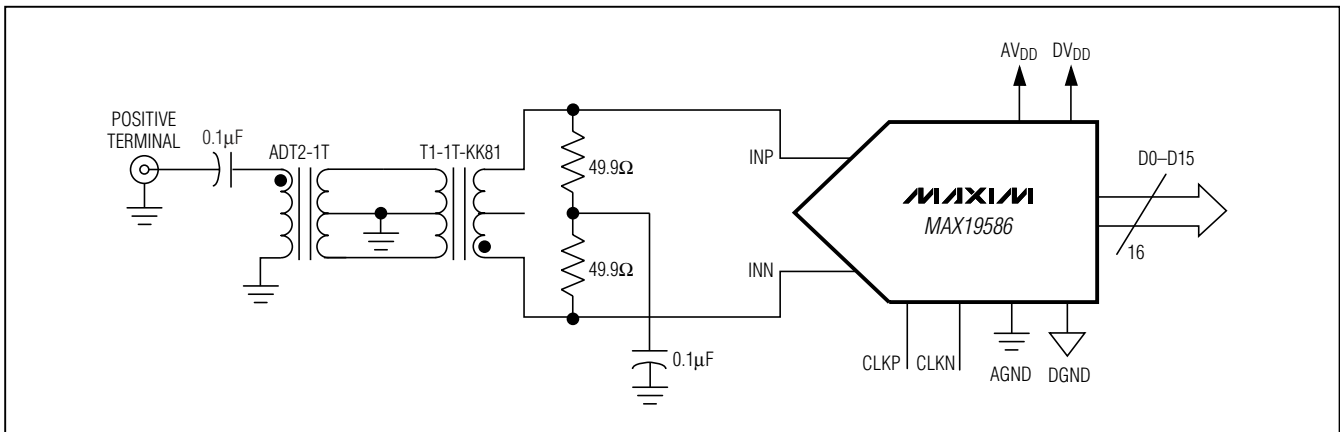 AVDD DVDD
POSITIVE
TERMINAL
0.1µF
ADT2-1T
T1-1T-KK81
49.9Ω
49.9Ω
0.1µF
INP
INN
MAXIM
MAX19586
D0–D15
16
CLKP CLKN
AGND DGND